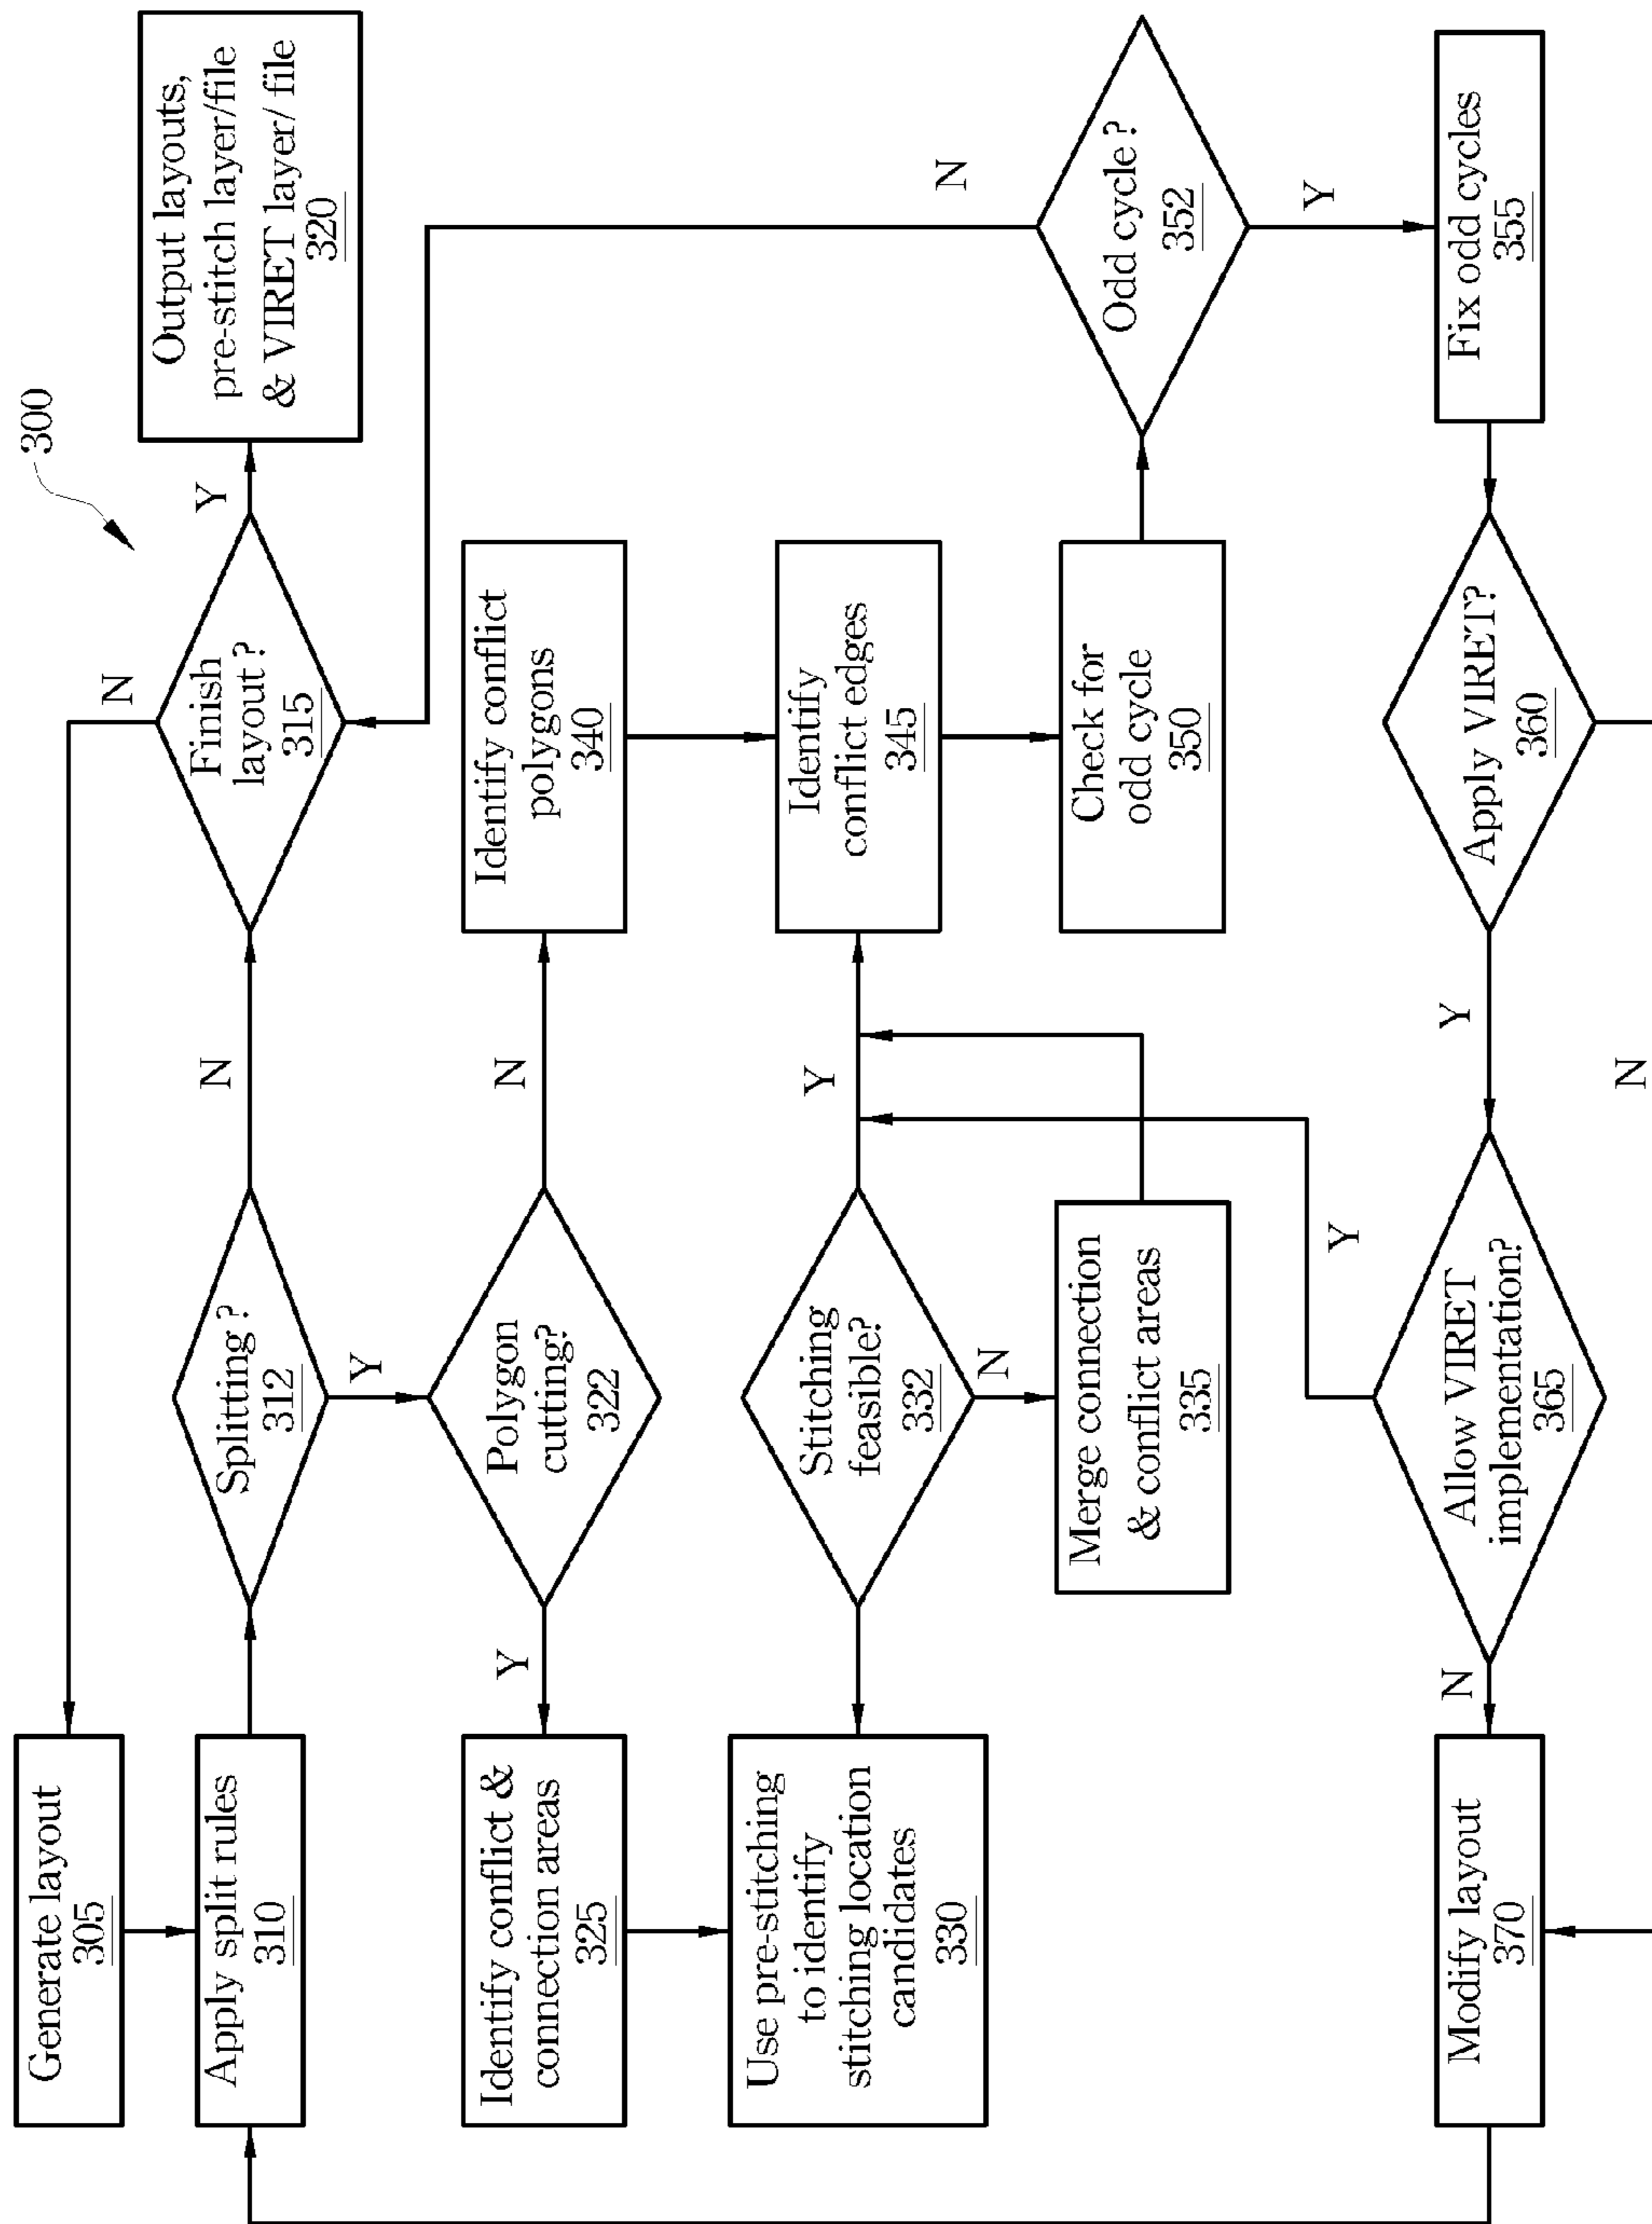 300
Generate layout
305
Apply split rules
310
Splitting?
312
N
Y
Finish
layout?
315
N
Y
Output layouts,
pre-stitch layer/file
& VIRET layer/ file
320
Polygon
cutting?
322
Y
N
Identify conflict &
connection areas
325
Identify conflict
polygons
340
Use pre-stitching
to identify
stitching location
candidates
330
Stitching
feasible?
332
Y
N
Merge connection
& conflict areas
335
Identify
conflict edges
345
Check for
odd cycle
350
Odd cycle?
352
N
Y
Fix odd cycles
355
Apply VIRET?
360
Y
N
Allow VIRET
implementation?
365
Y
N
Modify layout
370